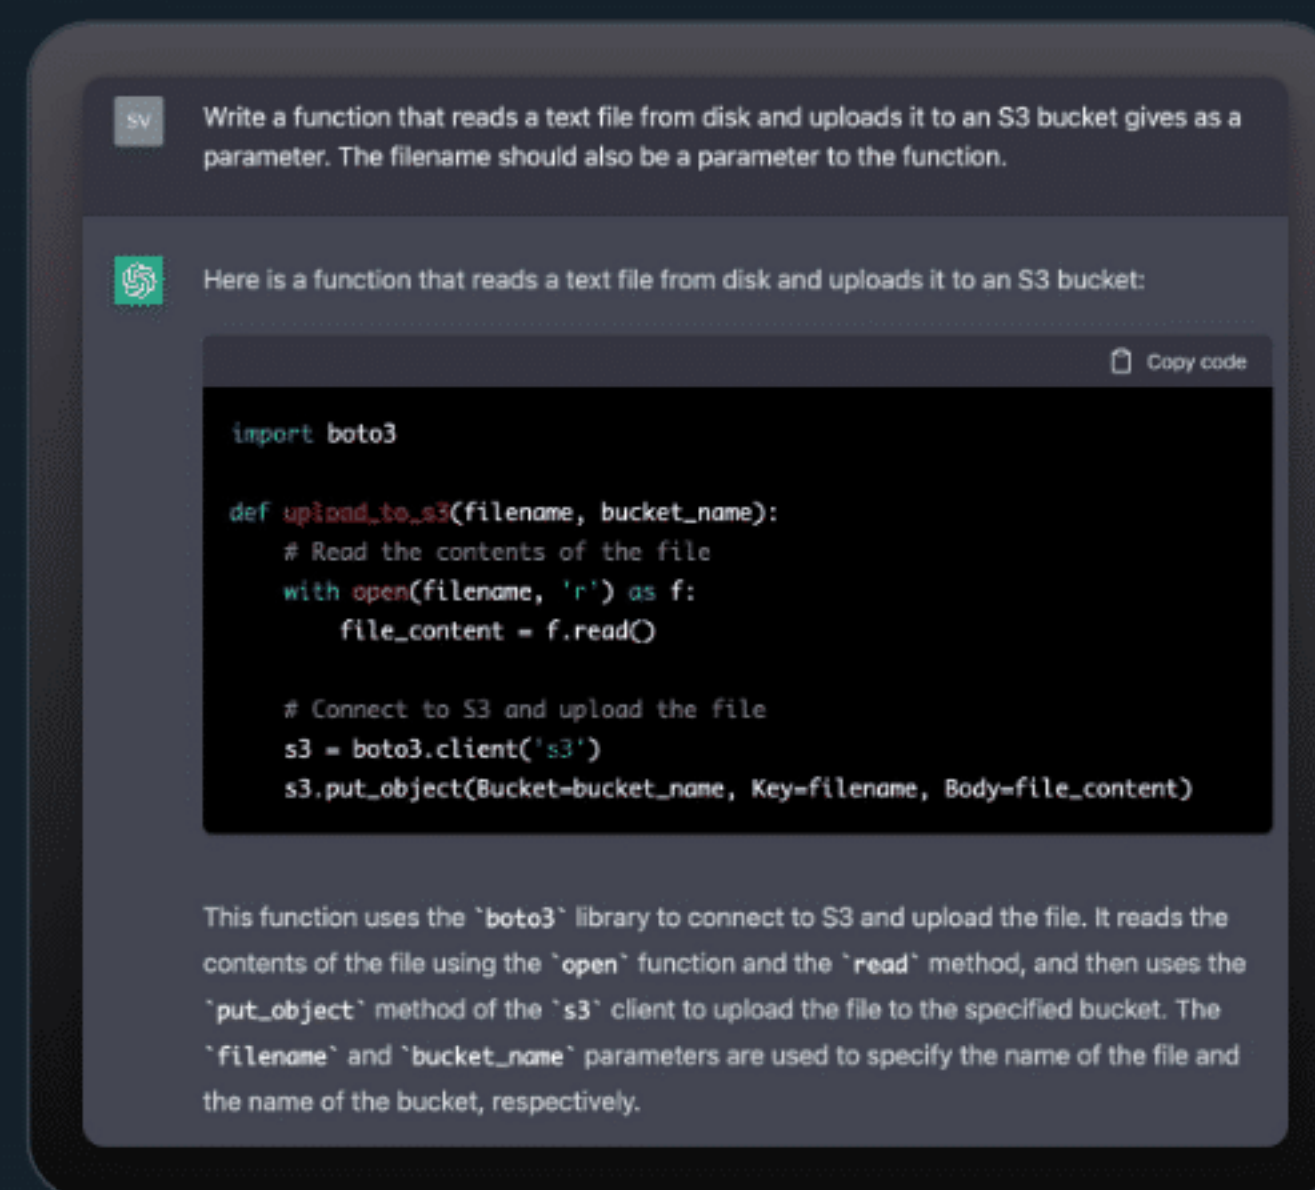 SV
Write a function that reads a text file from disk and uploads it to an S3 bucket gives as a
parameter. The filename should also be a parameter to the function.
Here is a function that reads a text file from disk and uploads it to an S3 bucket:
Copy code
import boto3
def upload_to_s3(filename, bucket_name):
    # Read the contents of the file
    with open(filename, 'r') as f:
        file_content = f.read()
    # Connect to S3 and upload the file
    s3 = boto3.client('s3')
    s3.put_object(Bucket=bucket_name, Key=filename, Body=file_content)
This function uses the `boto3` library to connect to S3 and upload the file. It reads the
contents of the file using the `open` function and the `read` method, and then uses the
`put_object` method of the `s3` client to upload the file to the specified bucket. The
`filename` and `bucket_name` parameters are used to specify the name of the file and
the name of the bucket, respectively.